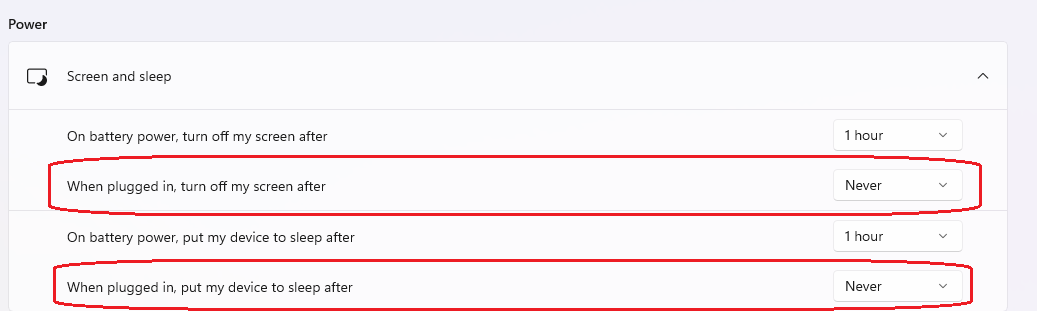 Power
Screen and sleep
On battery power, turn off my screen after 1 hour
When plugged in, turn off my screen after Never
On battery power, put my device to sleep after 1 hour
When plugged in, put my device to sleep after Never